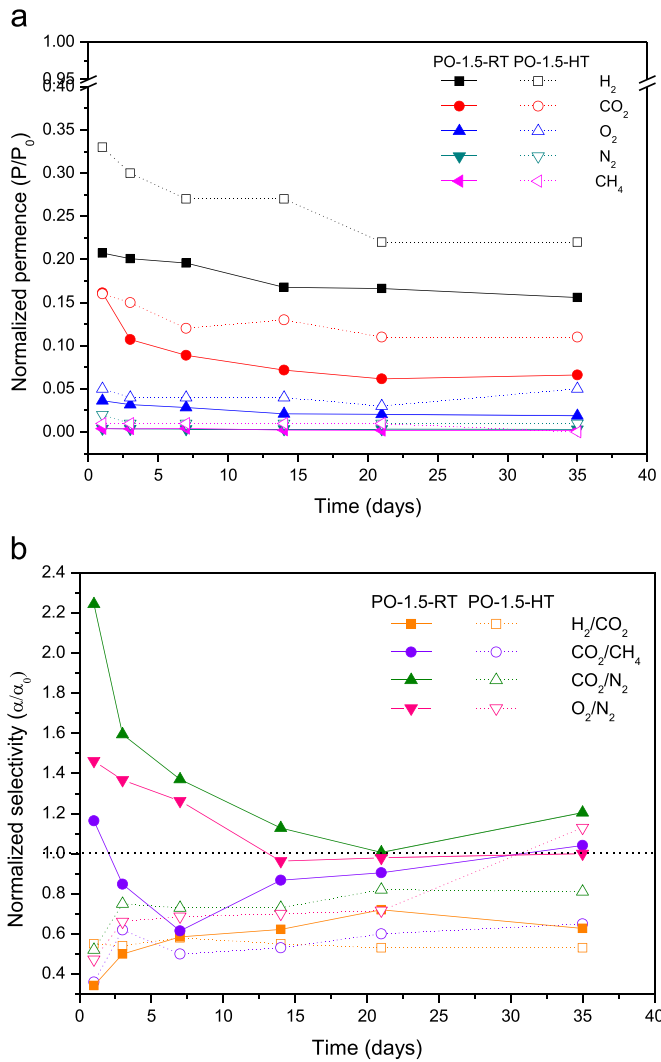 a
1.00
0.95
0.40
0.35
0.30
0.25
0.20
0.15
0.10
0.05
0.00
Normalized permence (P/P0)
PO-1.5-RT PO-1.5-HT
H2
CO2
O2
N2
CH4
0 5 10 15 20 25 30 35 40
Time (days)
b
2.4
2.2
2.0
1.8
1.6
1.4
1.2
1.0
0.8
0.6
0.4
Normalized selectivity (α/α0)
PO-1.5-RT PO-1.5-HT
H2/CO2
CO2/CH4
CO2/N2
O2/N2
0 5 10 15 20 25 30 35 40
Time (days)